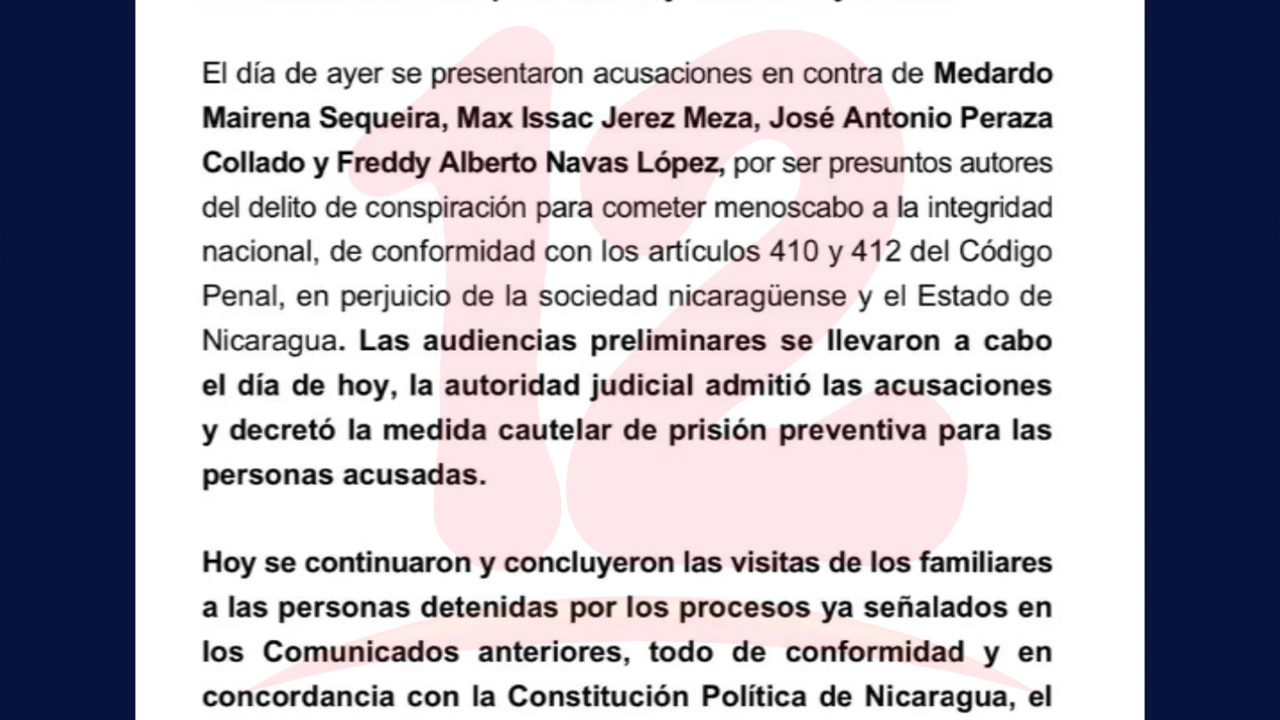 El día de ayer se presentaron acusaciones en contra de Medardo
Mairena Sequeira, Max Issac Jerez Meza, José Antonio Peraza
Collado y Freddy Alberto Navas López, por ser presuntos autores
del delito de conspiración para cometer menoscabo a la integridad
nacional, de conformidad con los artículos 410 y 412 del Código
Penal, en perjuicio de la sociedad nicaragüense y el Estado de
Nicaragua. Las audiencias preliminares se llevaron a cabo
el día de hoy, la autoridad judicial admitió las acusaciones
y decretó la medida cautelar de prisión preventiva para las
personas acusadas.
Hoy se continuaron y concluyeron las visitas de los familiares
a las personas detenidas por los procesos ya señalados en
los Comunicados anteriores, todo de conformidad y en
concordancia con la Constitución Política de Nicaragua, el
12